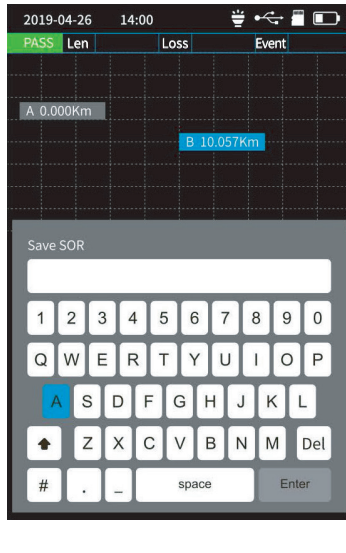 2019-04-26 14:00
PASS Len Loss Event
A 0.000Km
B 10.057Km
Save SOR
1 2 3 4 5 6 7 8 9 0
Q W E R T Y U I O P
A S D F G H J K L
Z X C V B N M Del
# . _ space Enter